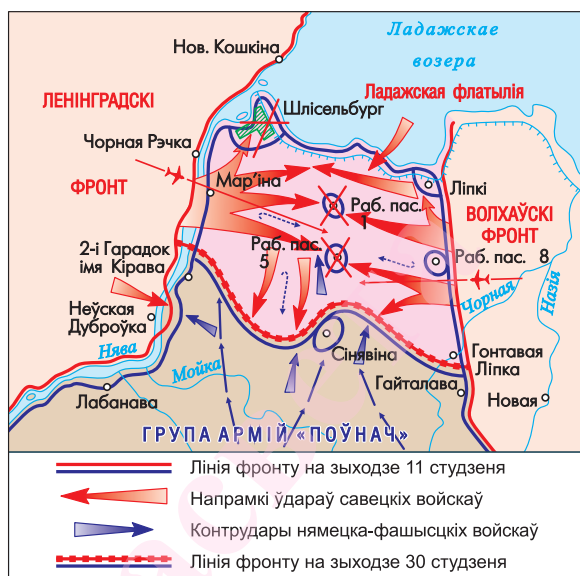 Нов. Кошкіна
Ладажскае
возера
ЛЕНІНГРАДСКІ
Шлісельбург
Ладажская флатылія
Чорная Рэчка
ФРОНТ
Мар’іна
Ліпкі
Раб. пас.
1
ВОЛХАЎСКІ
ФРОНТ
2-і Гарадок
імя Кірава
Раб. пас.
5
Раб. пас. 8
Чорная
Назія
Неўская
Дуброўка
Нява
Мойка
Сінявіна
Гонтавая
Ліпка
Гайталава
Лабанава
Новая
ГРУПА АРМІЙ «ПОЎНАЧ»
Лінія фронту на зыходзе 11 студзеня
Напрамкі ўдараў савецкіх войскаў
Контрудары нямецка-фашысцкіх войскаў
Лінія фронту на зыходзе 30 студзеня